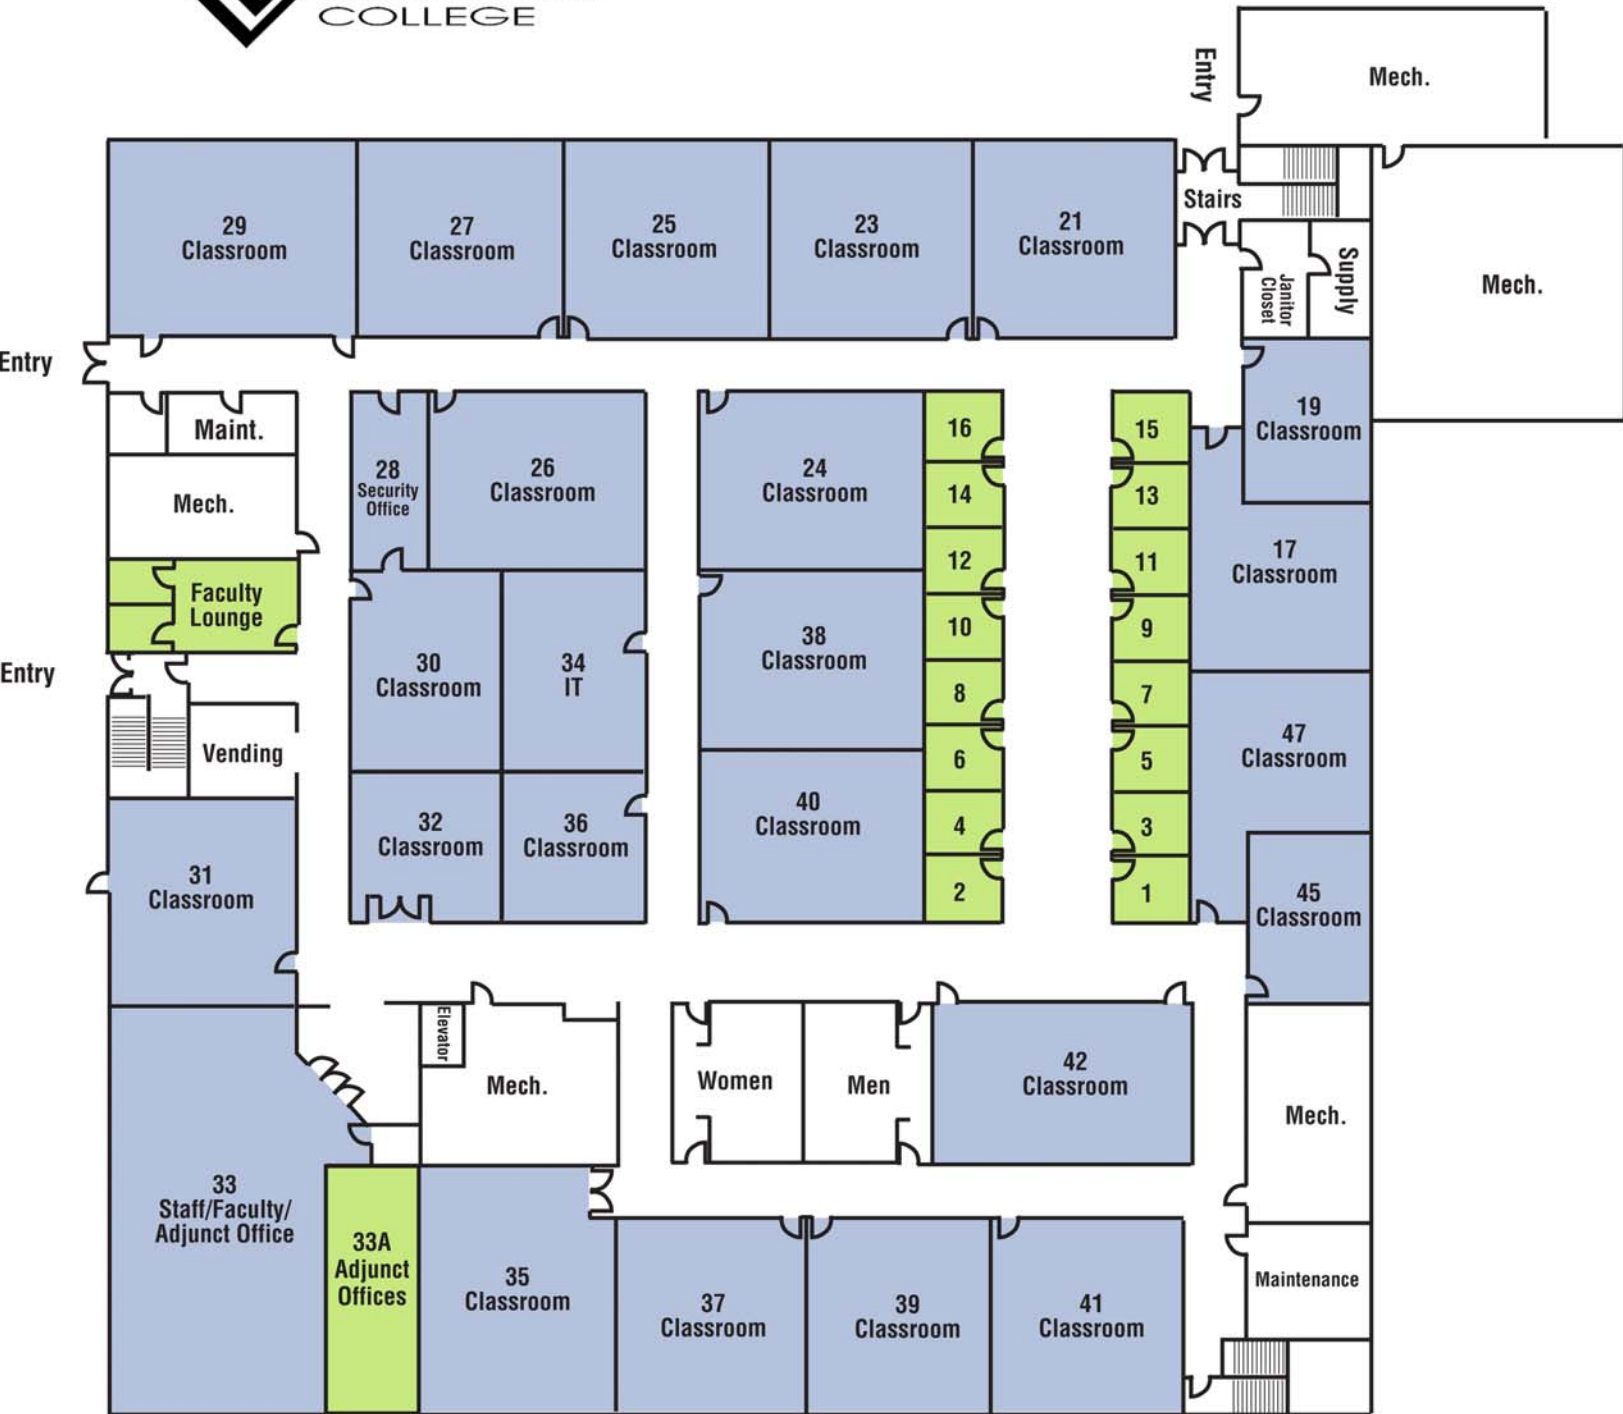 COLLEGE
Entry
Mech.
29
Classroom
27
Classroom
25
Classroom
23
Classroom
21
Classroom
Stairs
Janitor
Closet
Supply
Mech.
Entry
Maint.
28
Security
Office
26
Classroom
24
Classroom
16
15
19
Classroom
Mech.
14
13
12
11
17
Classroom
Faculty
Lounge
10
9
Entry
30
Classroom
34
IT
38
Classroom
8
7
Vending
6
5
47
Classroom
32
Classroom
36
Classroom
40
Classroom
4
3
31
Classroom
2
1
45
Classroom
Elevator
Mech.
Women
Men
42
Classroom
Mech.
33
Staff/Faculty/
Adjunct Office
33A
Adjunct
Offices
35
Classroom
37
Classroom
39
Classroom
41
Classroom
Maintenance